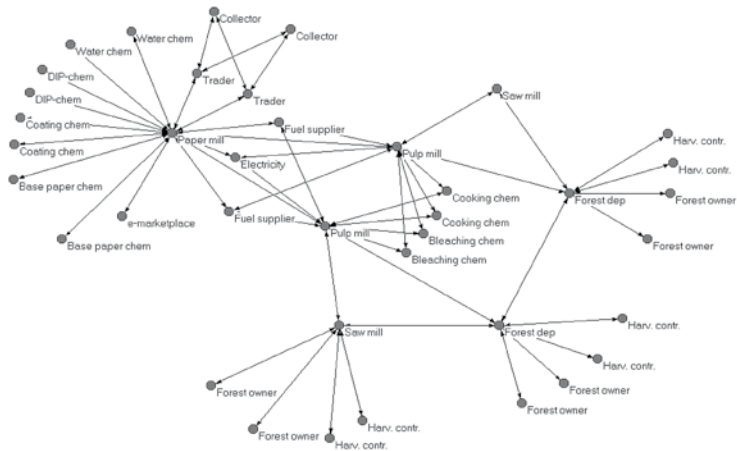 Collector
Collector
Water chem
Water chem
Trader
DIP-chem
Trader
Saw mill
DIP-chem
Coating chem
Paper mill
Fuel supplier
Coating chem
Electricity
Pulp mill
Harv. contr.
Harv. contr.
Base paper chem
Cooking chem
Forest dep
Forest owner
e-marketplace
Fuel supplier
Cooking chem
Pulp mill
Bleaching chem
Base paper chem
Forest owner
Bleaching chem
Saw mill
Forest dep
Harv. contr.
Harv. contr.
Forest owner
Forest owner
Forest owner
Harv. contr.
Forest owner
Harv. contr.